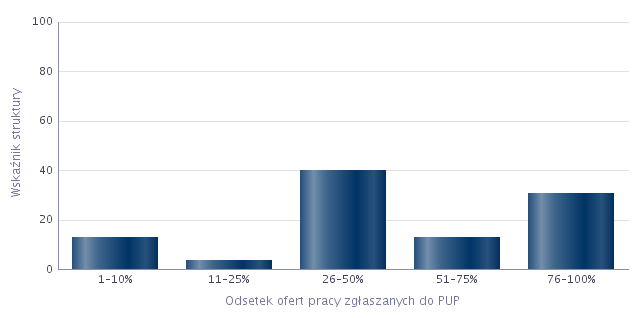 100
80
60
40
20
0
Wskaźnik struktury
1-10% 11-25% 26-50% 51-75% 76-100%
Odsetek ofert pracy zgłaszanych do PUP